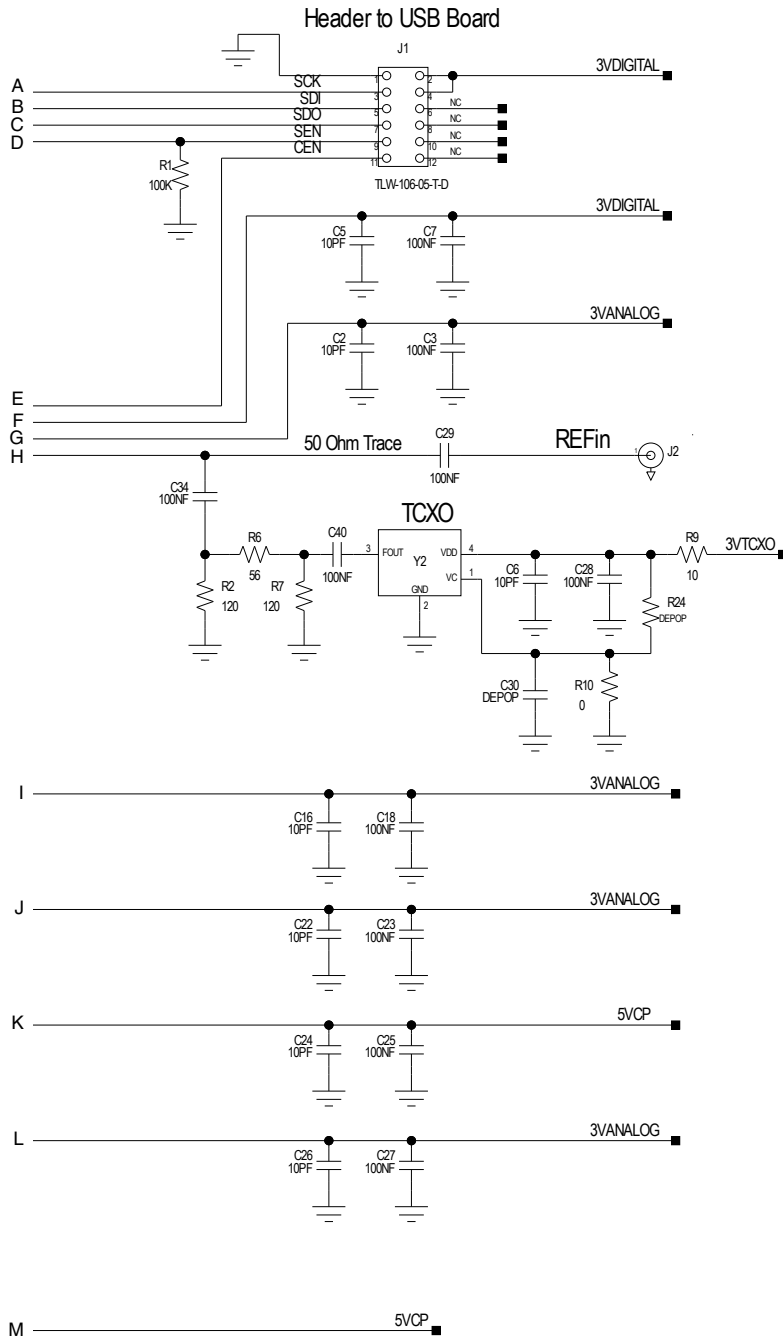 Header to USB Board
J1
3VDIGITAL
1
2
A
SCK
3
4
B
SDI
5
6
NC
C
SDO
7
8
NC
D
SEN
9
10
NC
CEN
11
12
NC
R1
100K
TLW-106-05-T-D
3VDIGITAL
C5
10PF
C7
100NF
3VANALOG
C2
10PF
C3
100NF
E
F
G
H
50 Ohm Trace
C29
100NF
REFin
1
J2
C34
100NF
TCXO
R6
56
C40
100NF
3
FOUT
Y2
VDD
4
VC
1
GND
2
R9
10
3VTCXO
R2
120
R7
120
C6
10PF
C28
100NF
R24
DEPOP
C30
DEPOP
R10
0
I
3VANALOG
C16
10PF
C18
100NF
J
3VANALOG
C22
10PF
C23
100NF
K
5VCP
C24
10PF
C25
100NF
L
3VANALOG
C26
10PF
C27
100NF
M
5VCP